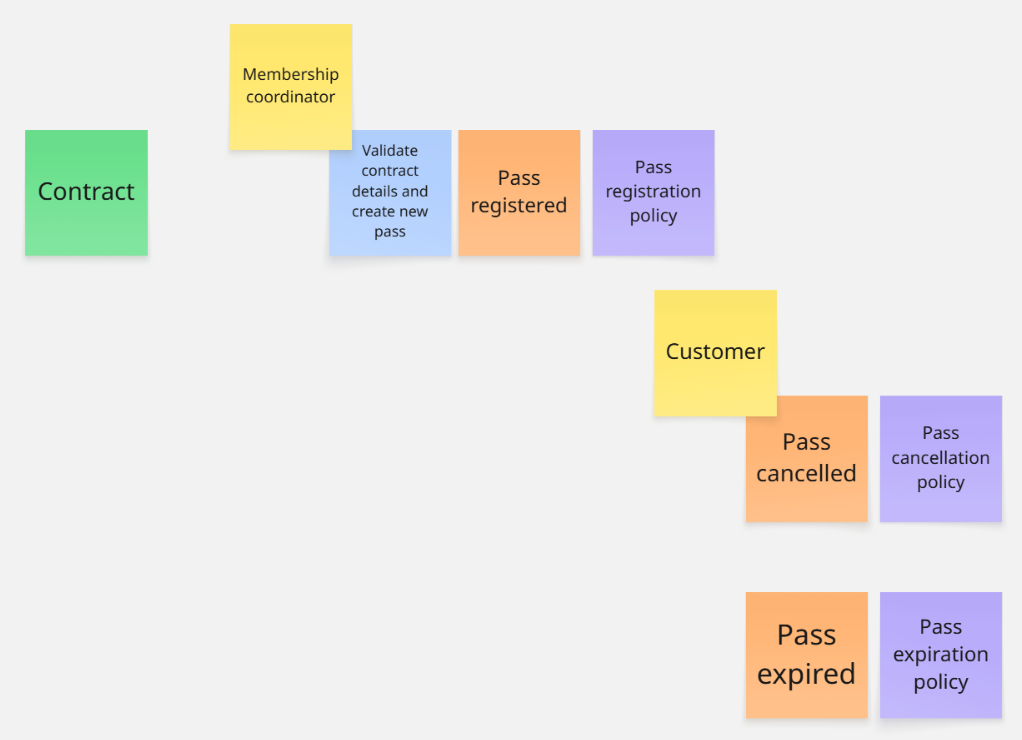 Membership
coordinator
Contract
Validate
contract
details and
create new
pass
Pass
registered
Pass
registration
policy
Customer
Pass
cancelled
Pass
cancellation
policy
Pass
expired
Pass
expiration
policy